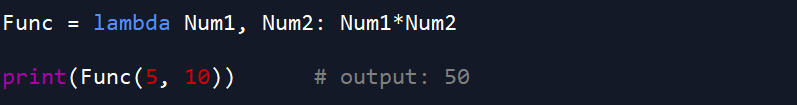 Func = lambda Num1, Num2: Num1*Num2
print(Func(5, 10))      # output: 50